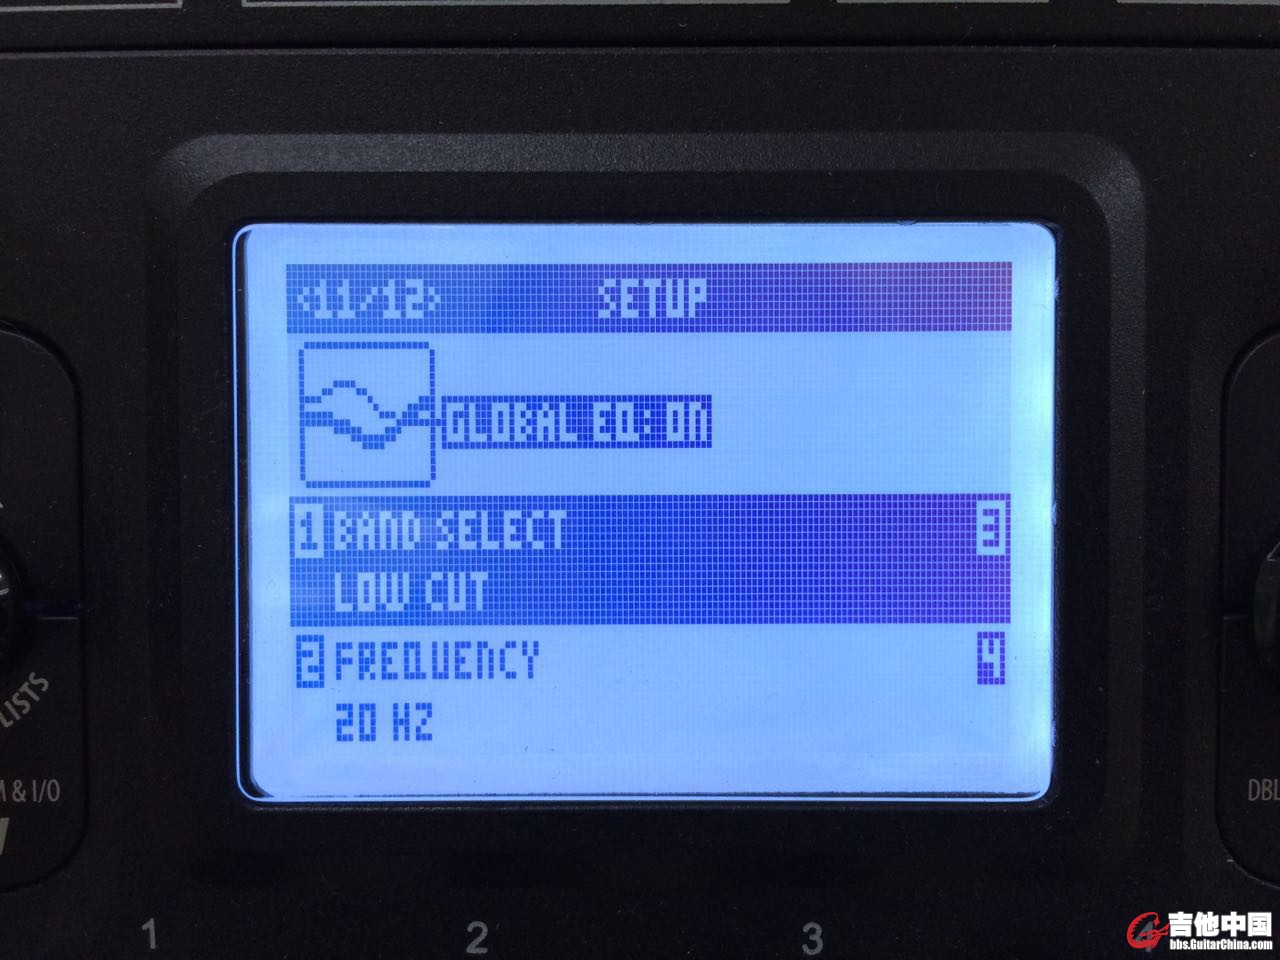 <11/12> SETUP
GLOBAL EQ: ON
1 BAND SELECT 3
LOW CUT
2 FREQUENCY 4
20 HZ
LISTS
& I/O
DBL
1 2 3
吉他中国
bbs.GuitarChina.com